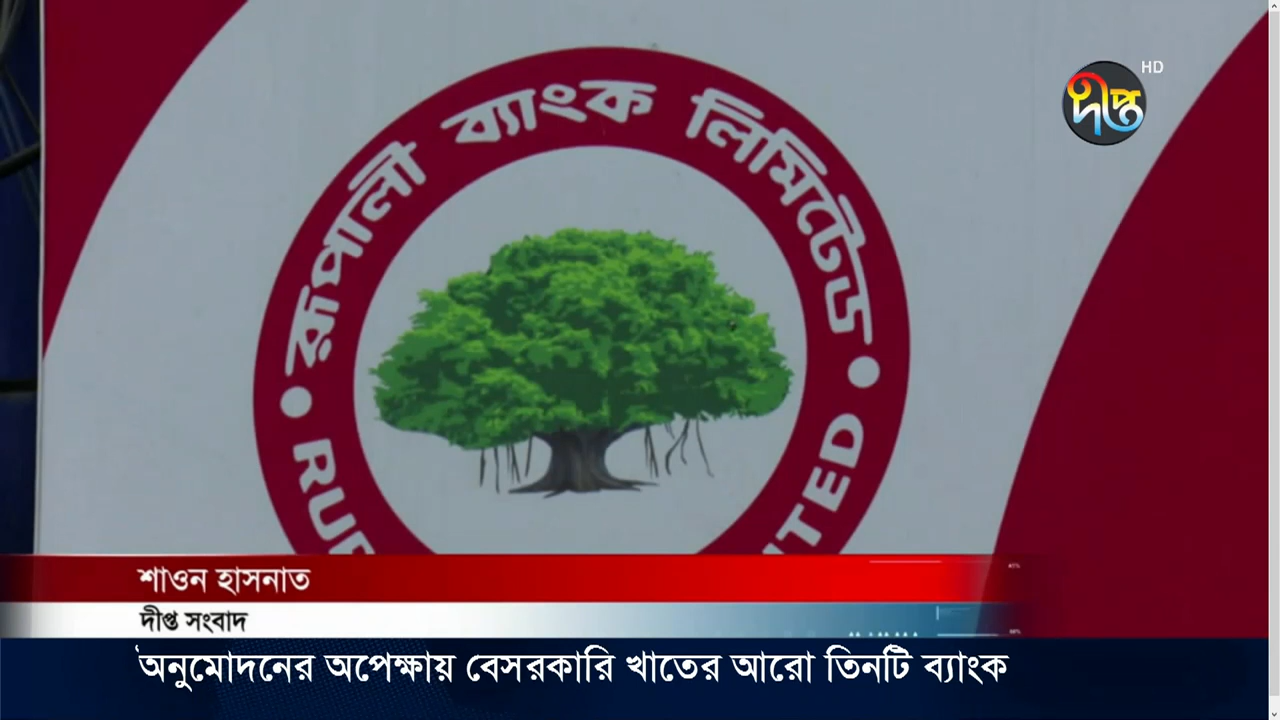 রূপালী ব্যাংক লিমিটেড
দীপ্ত
HD
শাওন হাসনাত
দীপ্ত সংবাদ
'অনুমোদনের অপেক্ষায় বেসরকারি খাতের আরো তিনটি ব্যাংক